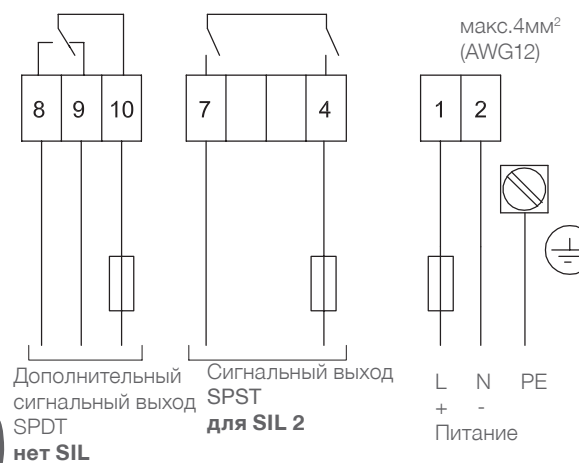 макс.4мм²
(AWG12)
8 9 10
7 4
1 2
Дополнительный
сигнальный выход
SPDT
нет SIL
Сигнальный выход
SPST
для SIL 2
L N PE
+ -
Питание